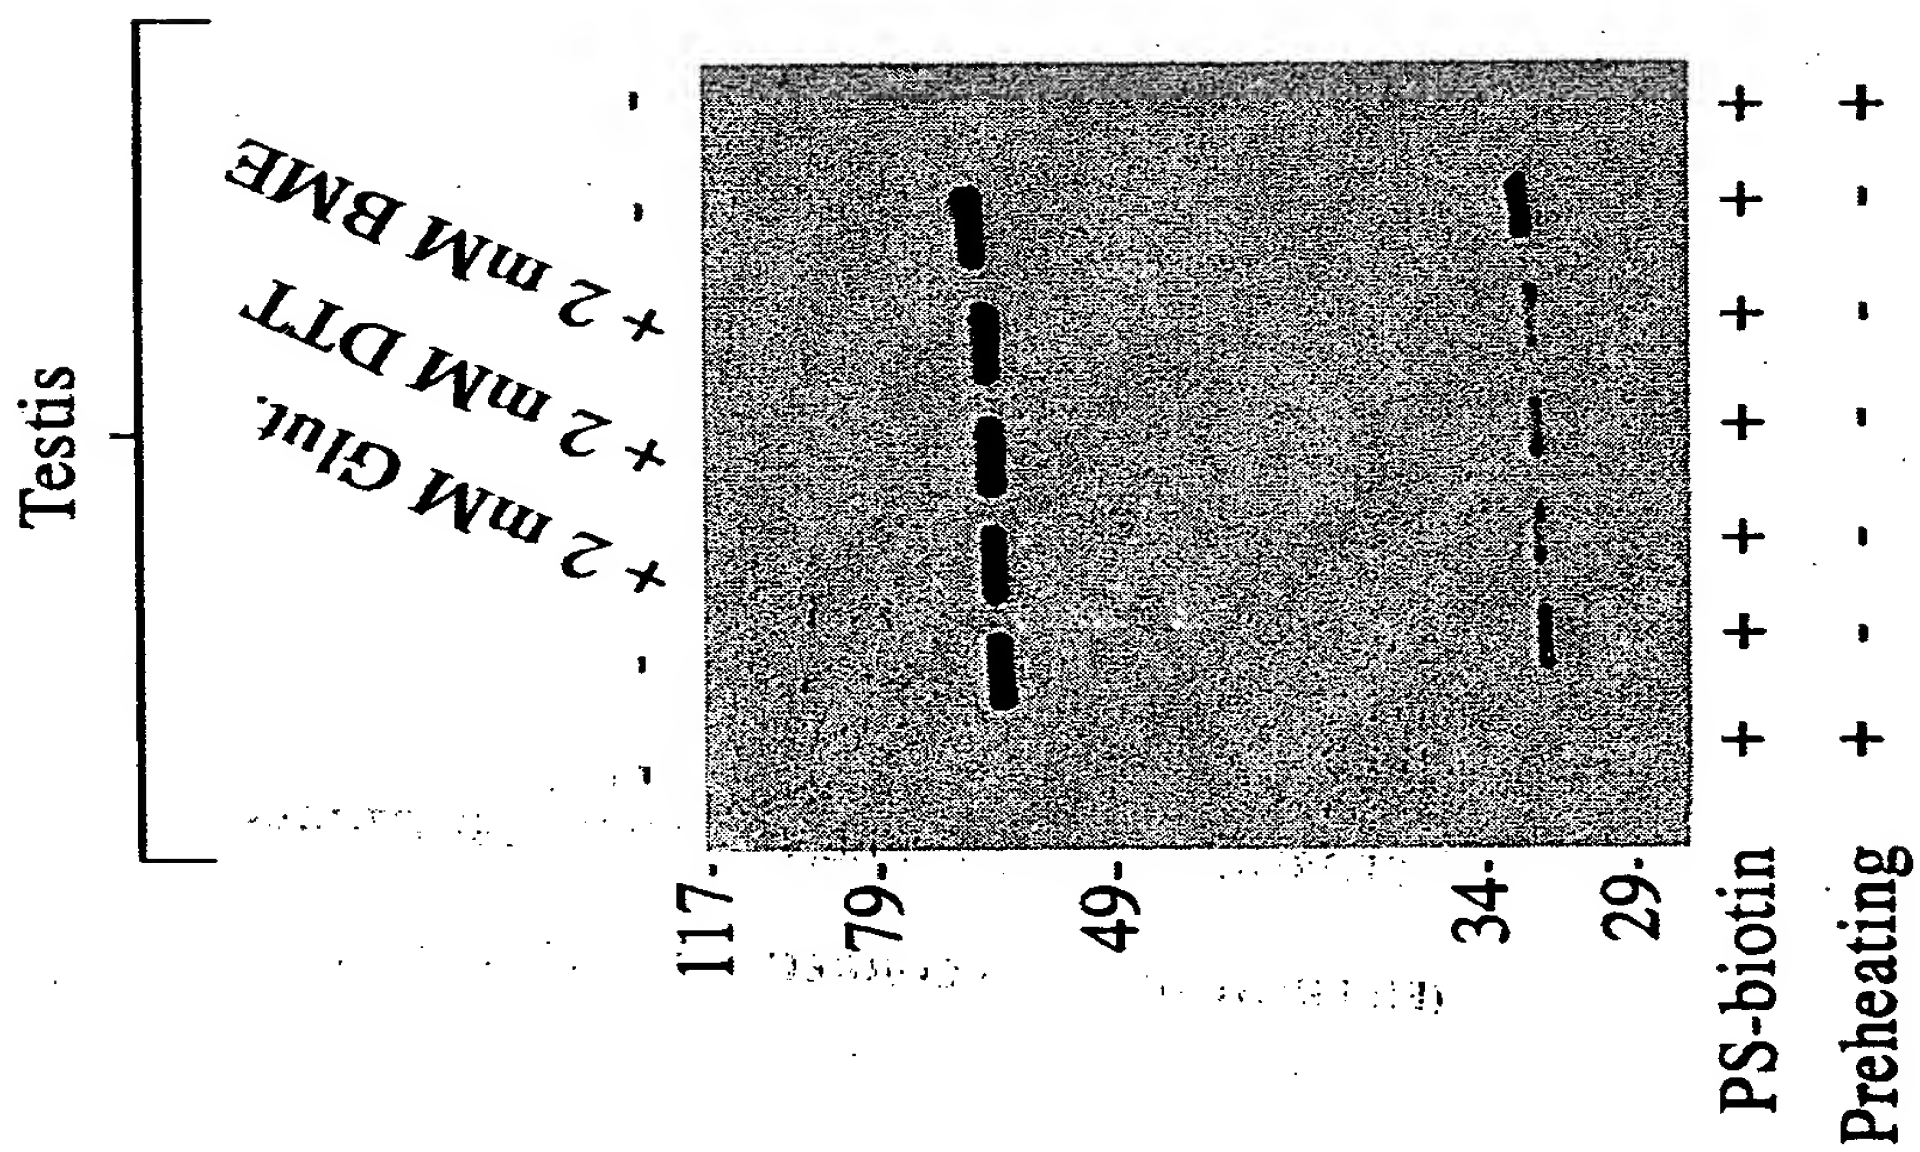 Testis
- - + 2 mM Glut. + 2 mM DTT + 2 mM BME - -
117-
79-
49-
34-
29-
PS-biotin + + + + + + +
Preheating + - - - - - +